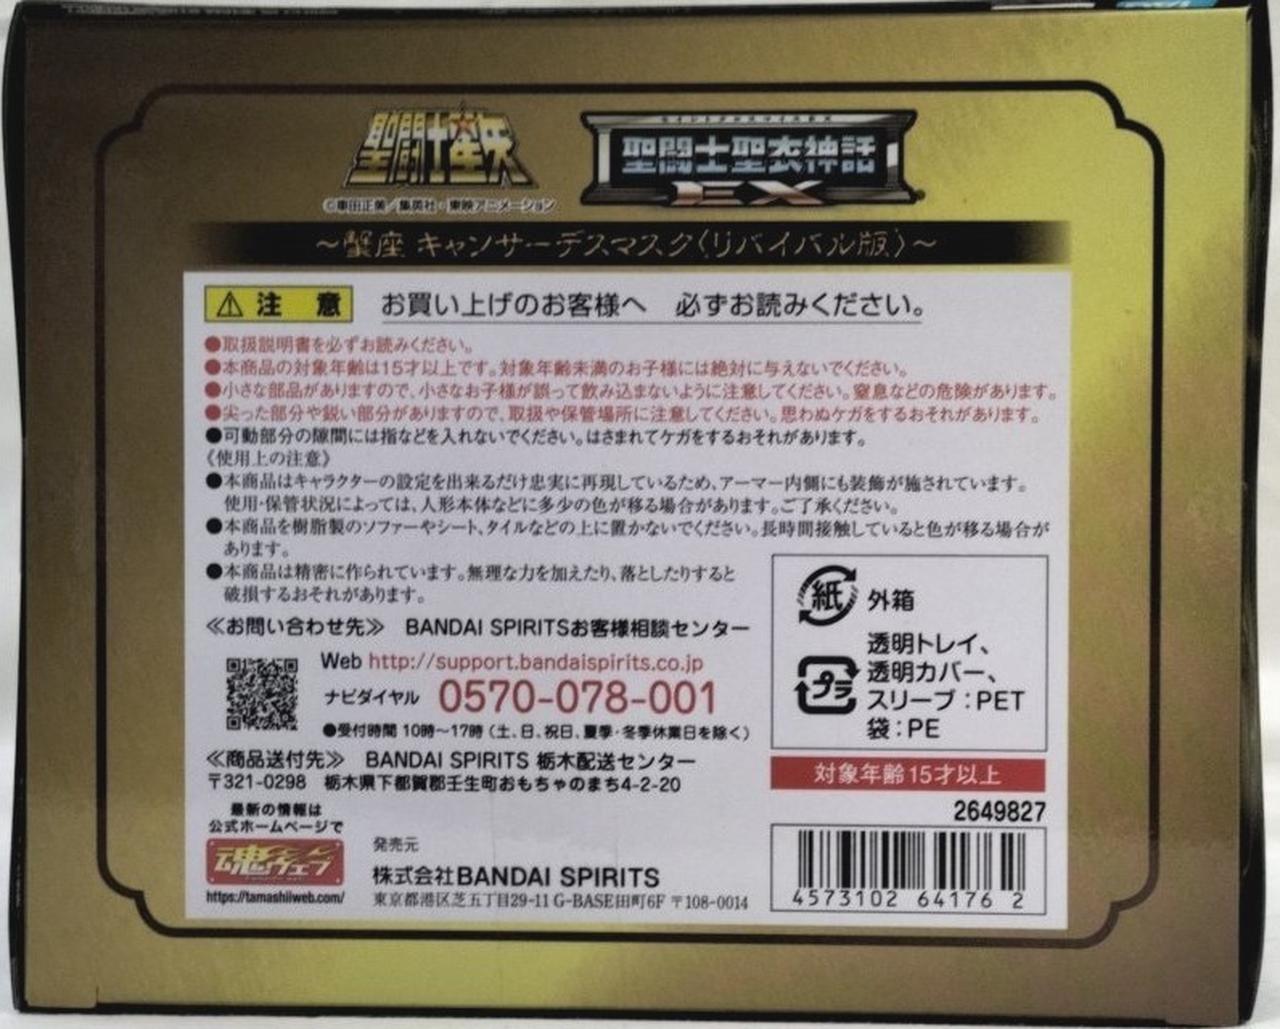 聖闘士星矢
©車田正美／集英社・東映アニメーション
セイントクロスマイスEX
聖闘士聖衣神話
EX
～蟹座 キャンサーデスマスク〈リバイバル版〉～
⚠注 意 お買い上げのお客様へ 必ずお読みください。
●取扱説明書を必ずお読みください。
●本商品の対象年齢は15才以上です。対象年齢未満のお子様には絶対に与えないでください。
●小さな部品がありますので、小さなお子様が誤って飲み込まないように注意してください。窒息などの危険があります。
●尖った部分や鋭い部分がありますので、取扱や保管場所に注意してください。思わぬケガをするおそれがあります。
●可動部分の隙間には指などを入れないでください。はさまれてケガをするおそれがあります。
《使用上の注意》
●本商品はキャラクターの設定を出来るだけ忠実に再現しているため、アーマー内側にも装飾が施されています。
使用・保管状況によっては、人形本体などに多少の色が移る場合があります。ご了承ください。
●本商品を樹脂製のソファーやシート、タイルなどの上に置かないでください。長時間接触していると色が移る場合が
あります。
●本商品は精密に作られています。無理な力を加えたり、落としたりすると
破損するおそれがあります。
≪お問い合わせ先≫ BANDAI SPIRITSお客様相談センター
Web http://support.bandaispirits.co.jp
ナビダイヤル 0570-078-001
●受付時間 10時～17時（土、日、祝日、夏季・冬季休業日を除く）
≪商品送付先≫ BANDAI SPIRITS 栃木配送センター
〒321-0298 栃木県下都賀郡壬生町おもちゃのまち4-2-20
最新の情報は
公式ホームページで
魂ウェブ
https://tamashiiweb.com/
発売元
株式会社BANDAI SPIRITS
東京都港区芝五丁目29-11 G-BASE田町6F 〒108-0014
紙 外箱
プラ 透明トレイ、
透明カバー、
スリーブ：PET
袋：PE
対象年齢15才以上
2649827
4573102 64176 2